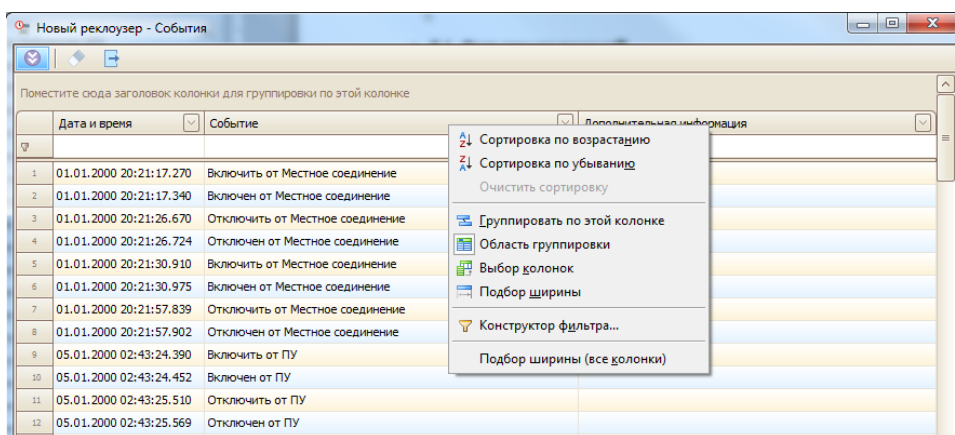 Новый реклоузер - События
Поместите сюда заголовок колонки для группировки по этой колонке
Дата и время Событие Дополнительная информация
1 01.01.2000 20:21:17.270 Включить от Местное соединение
2 01.01.2000 20:21:17.340 Включен от Местное соединение
3 01.01.2000 20:21:26.670 Отключить от Местное соединение
4 01.01.2000 20:21:26.724 Отключен от Местное соединение
5 01.01.2000 20:21:30.910 Включить от Местное соединение
6 01.01.2000 20:21:30.975 Включен от Местное соединение
7 01.01.2000 20:21:57.839 Отключить от Местное соединение
8 01.01.2000 20:21:57.902 Отключен от Местное соединение
9 05.01.2000 02:43:24.390 Включить от ПУ
10 05.01.2000 02:43:24.452 Включен от ПУ
11 05.01.2000 02:43:25.510 Отключить от ПУ
12 05.01.2000 02:43:25.569 Отключен от ПУ
Сортировка по возрастанию
Сортировка по убыванию
Очистить сортировку
Группировать по этой колонке
Область группировки
Выбор колонок
Подбор ширины
Конструктор фильтра...
Подбор ширины (все колонки)